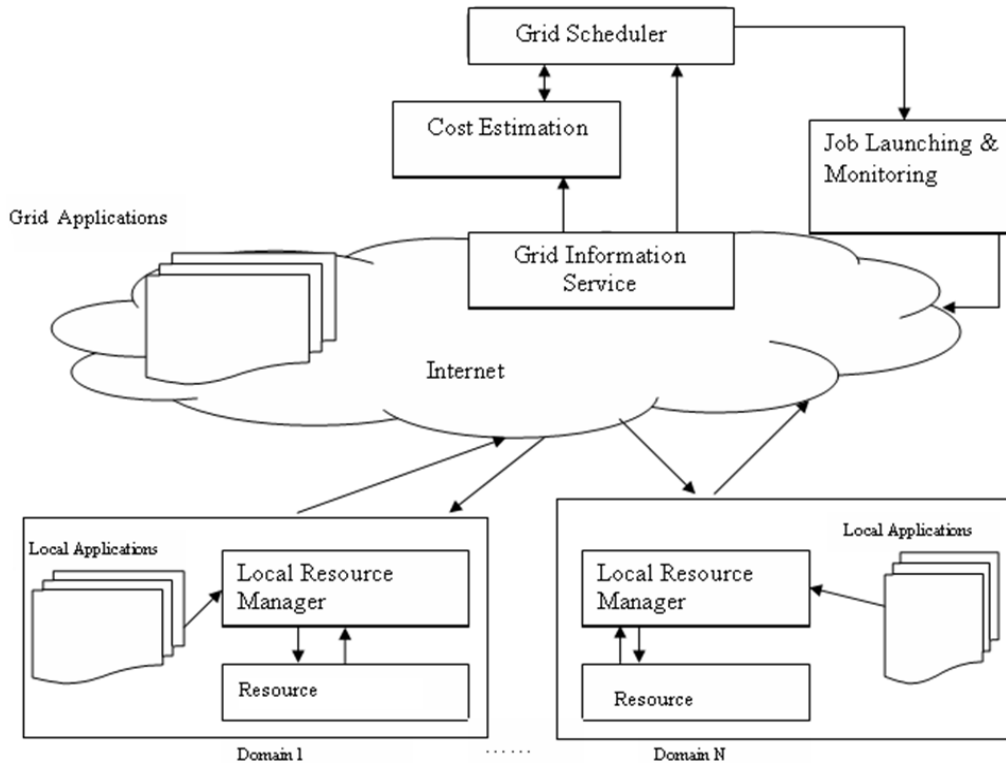 Grid Scheduler
Cost Estimation
Job Launching &
Monitoring
Grid Applications
Grid Information
Service
Internet
Local Applications
Local Resource
Manager
Resource
Domain 1
......
Local Applications
Local Resource
Manager
Resource
Domain N